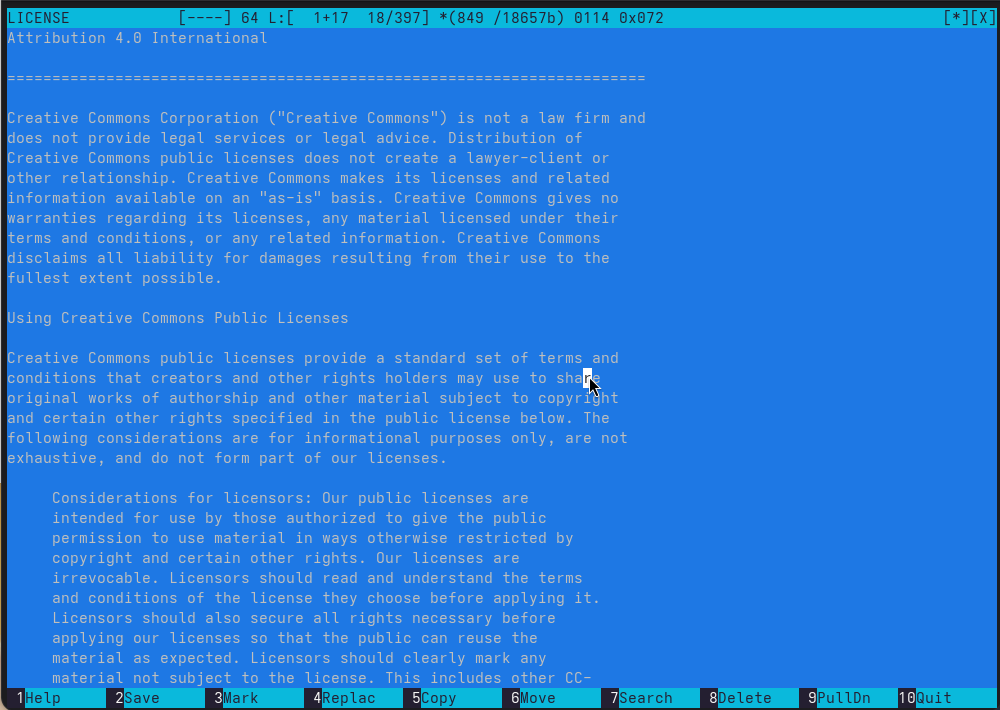 LICENSE [----] 64 L:[ 1+17 18/397] *(849 /18657b) 0114 0x072 [*][X]
Attribution 4.0 International
=======================================================================
Creative Commons Corporation ("Creative Commons") is not a law firm and
does not provide legal services or legal advice. Distribution of
Creative Commons public licenses does not create a lawyer-client or
other relationship. Creative Commons makes its licenses and related
information available on an "as-is" basis. Creative Commons gives no
warranties regarding its licenses, any material licensed under their
terms and conditions, or any related information. Creative Commons
disclaims all liability for damages resulting from their use to the
fullest extent possible.
Using Creative Commons Public Licenses
Creative Commons public licenses provide a standard set of terms and
conditions that creators and other rights holders may use to share
original works of authorship and other material subject to copyright
and certain other rights specified in the public license below. The
following considerations are for informational purposes only, are not
exhaustive, and do not form part of our licenses.
Considerations for licensors: Our public licenses are
intended for use by those authorized to give the public
permission to use material in ways otherwise restricted by
copyright and certain other rights. Our licenses are
irrevocable. Licensors should read and understand the terms
and conditions of the license they choose before applying it.
Licensors should also secure all rights necessary before
applying our licenses so that the public can reuse the
material as expected. Licensors should clearly mark any
material not subject to the license. This includes other CC-
1Help 2Save 3Mark 4Replac 5Copy 6Move 7Search 8Delete 9PullDn 10Quit